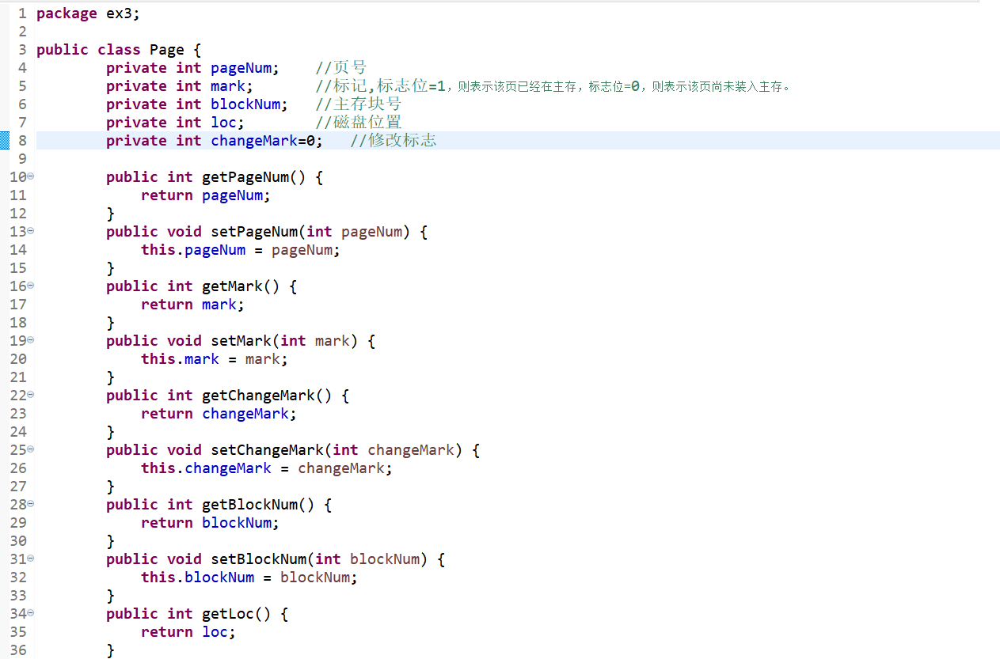 1 package ex3;
2
3 public class Page {
4 private int pageNum; //页号
5 private int mark; //标记,标志位=1，则表示该页已经在主存，标志位=0，则表示该页尚未装入主存。
6 private int blockNum; //主存块号
7 private int loc; //磁盘位置
8 private int changeMark=0; //修改标志
9
10 public int getPageNum() {
11 return pageNum;
12 }
13 public void setPageNum(int pageNum) {
14 this.pageNum = pageNum;
15 }
16 public int getMark() {
17 return mark;
18 }
19 public void setMark(int mark) {
20 this.mark = mark;
21 }
22 public int getChangeMark() {
23 return changeMark;
24 }
25 public void setChangeMark(int changeMark) {
26 this.changeMark = changeMark;
27 }
28 public int getBlockNum() {
29 return blockNum;
30 }
31 public void setBlockNum(int blockNum) {
32 this.blockNum = blockNum;
33 }
34 public int getLoc() {
35 return loc;
36 }